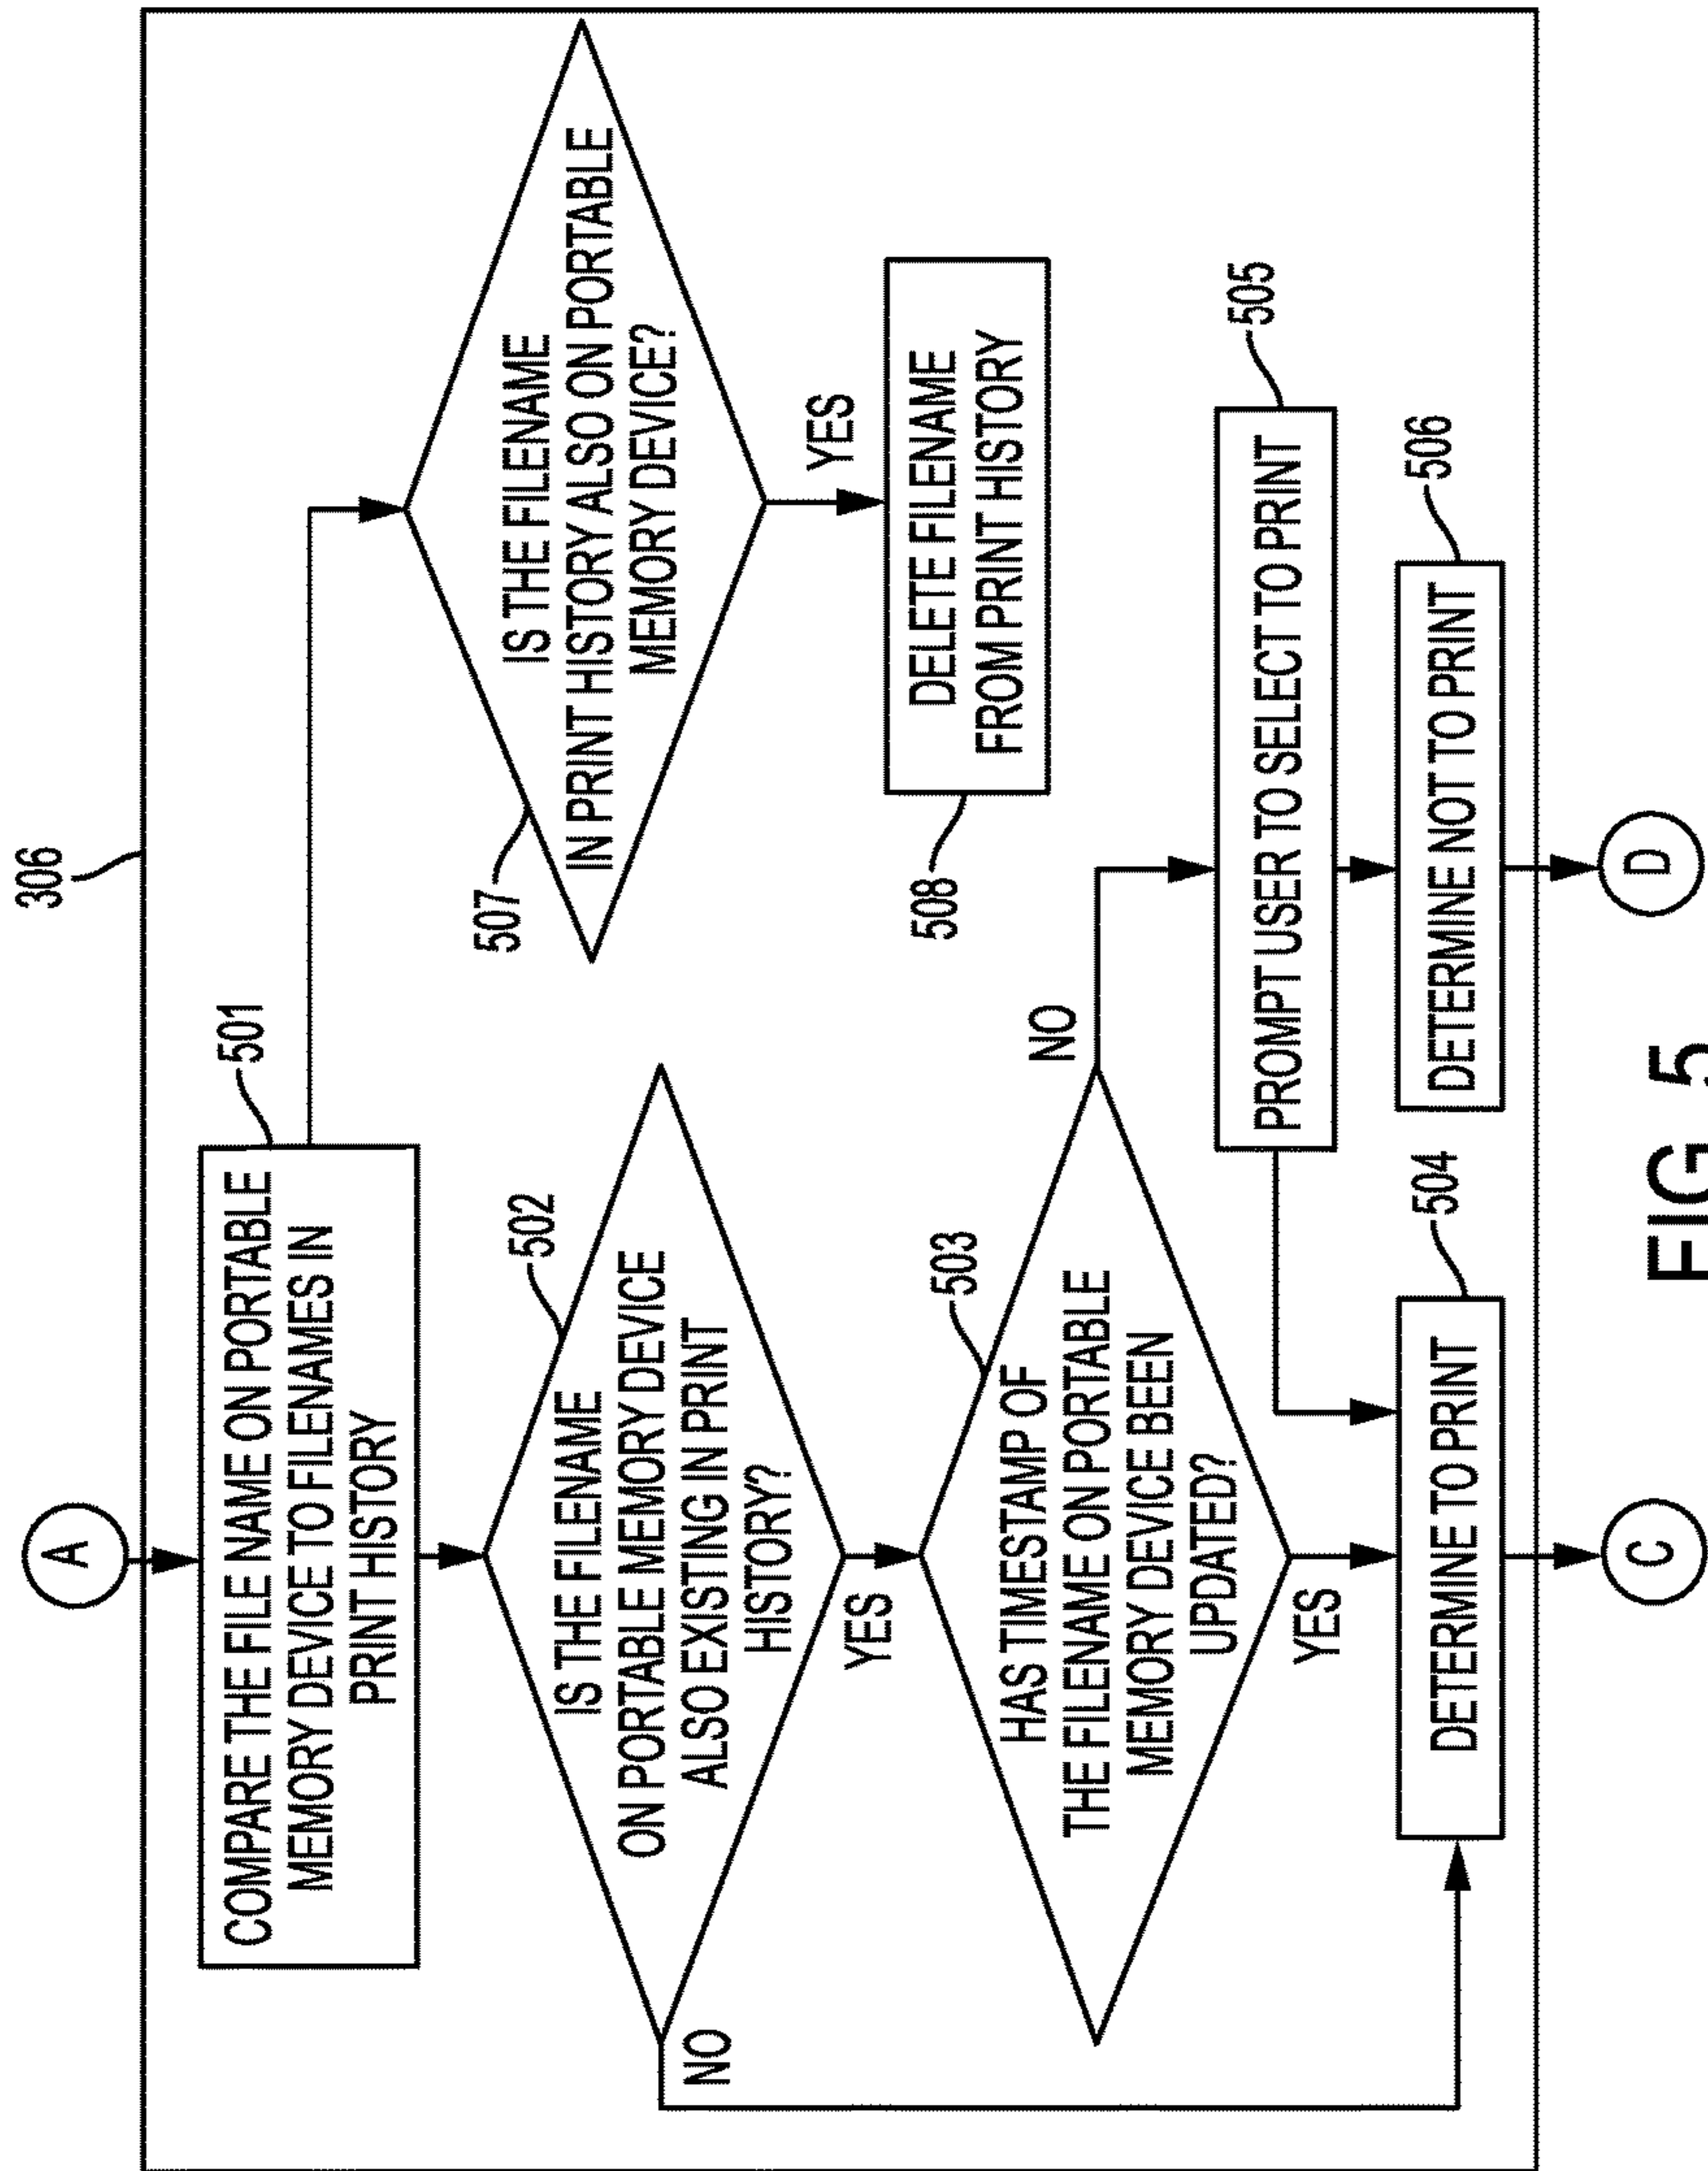 306
A
COMPARE THE FILE NAME ON PORTABLE
MEMORY DEVICE TO FILENAMES IN
PRINT HISTORY
501
IS THE FILENAME
ON PORTABLE MEMORY DEVICE
ALSO EXISTING IN PRINT
HISTORY?
502
NO
YES
HAS TIMESTAMP OF
THE FILENAME ON PORTABLE
MEMORY DEVICE BEEN
UPDATED?
503
NO
YES
DETERMINE TO PRINT
504
C
IS THE FILENAME
IN PRINT HISTORY ALSO ON PORTABLE
MEMORY DEVICE?
507
YES
DELETE FILENAME
FROM PRINT HISTORY
508
PROMPT USER TO SELECT TO PRINT
505
DETERMINE NOT TO PRINT
506
D
FIG. 5